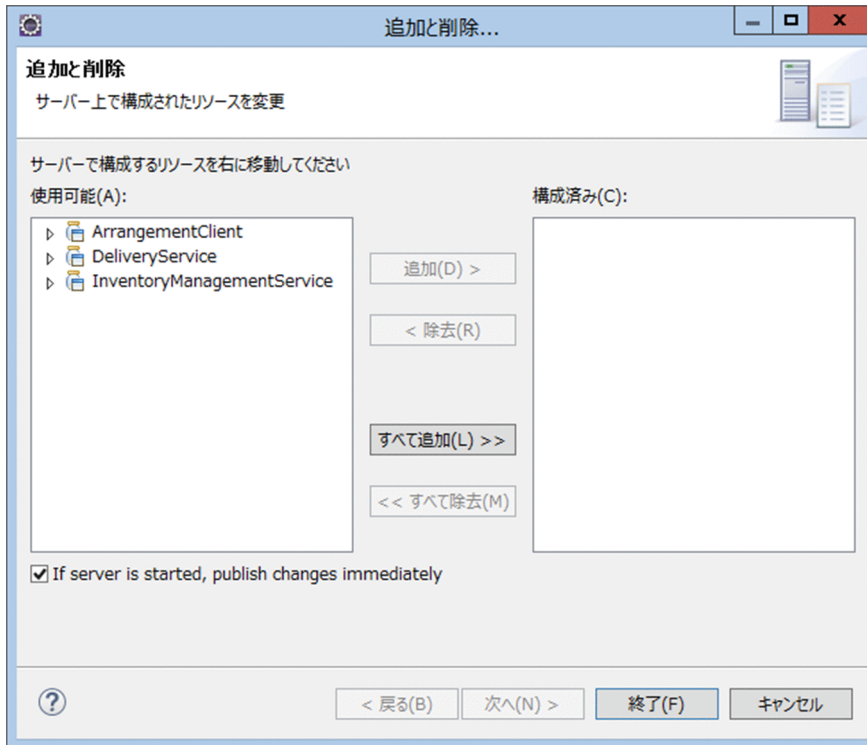 追加と削除...
追加と削除
サーバー上で構成されたリソースを変更
サーバーで構成するリソースを右に移動してください
使用可能(A):
構成済み(C):
ArrangementClient
DeliveryService
InventoryManagementService
追加(D) >
< 除去(R)
すべて追加(L) >>
<< すべて除去(M)
If server is started, publish changes immediately
< 戻る(B)
次へ(N) >
終了(F)
キャンセル